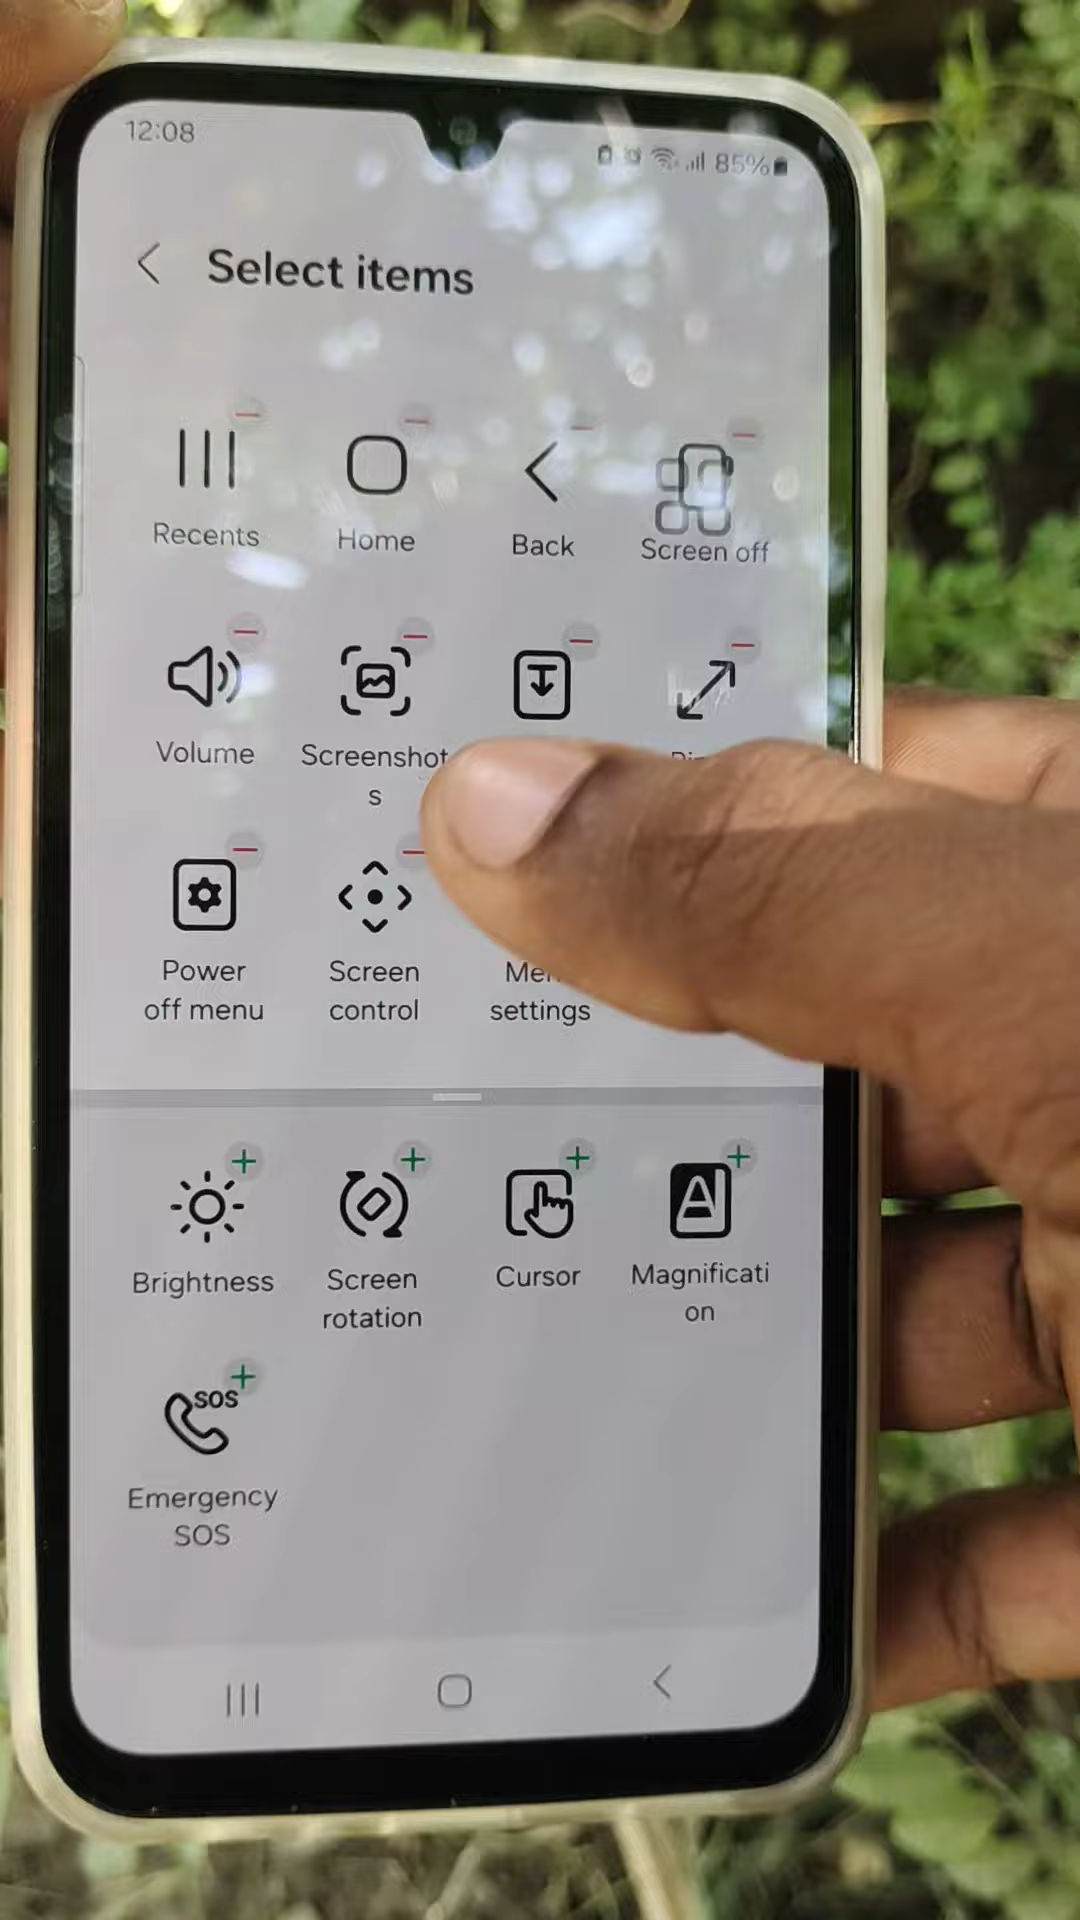 12:08
85%
Select items
Recents
Home
Back
Screen off
Volume
Screenshot
s
Power
off menu
Screen
control
settings
Brightness
Screen
rotation
Cursor
Magnificati
on
SOS
Emergency
SOS